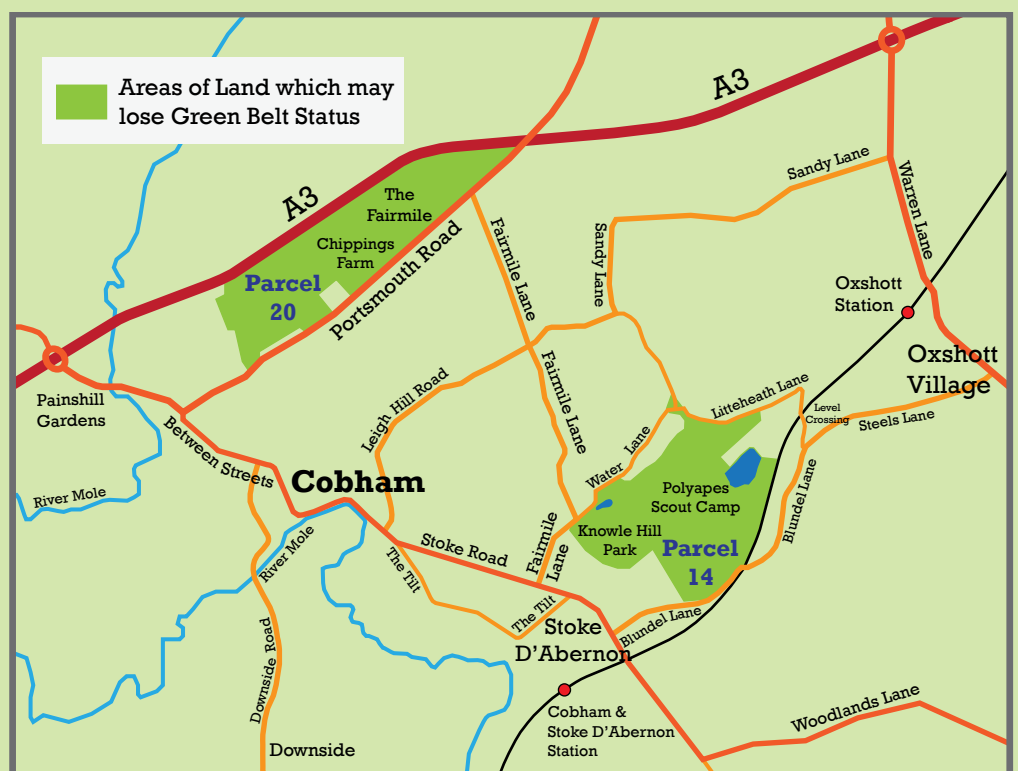 Areas of Land which may
lose Green Belt Status
A3
A3
The
Fairmile
Chippings
Farm
Parcel
20
Portsmouth Road
Sandy Lane
Warren Lane
Fairmile Lane
Sandy Lane
Oxshott
Station
Oxshott
Village
Painshill
Gardens
Leigh Hill Road
Fairmile Lane
Litteheath Lane
Level
Crossing
Steels Lane
Between Streets
Water Lane
Cobham
River Mole
Polyapes
Scout Camp
Blundel Lane
Knowle Hill
Park
Parcel
14
River Mole
Stoke Road
Fairmile
Lane
The Tilt
The Tilt
Blundel Lane
Stoke
D'Abernon
Downside Road
Cobham &
Stoke D'Abernon
Station
Woodlands Lane
Downside